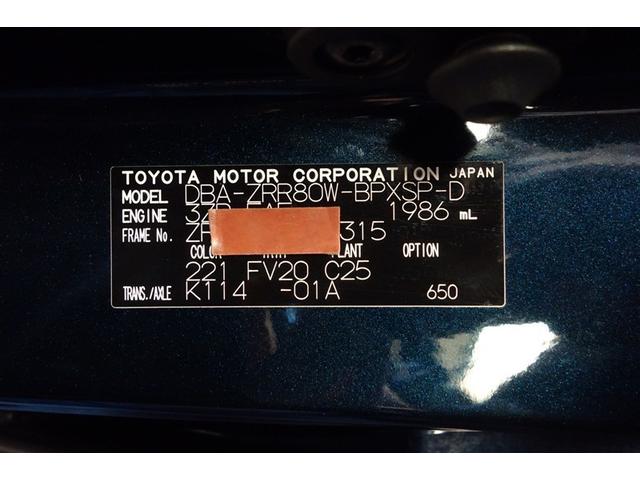 TOYOTA MOTOR CORPORATION JAPAN
MODEL DBA-ZRR80W-BPXSP-D
ENGINE 1986 mL
FRAME No. 315
COLOR PLANT OPTION
221 FV20 C25
TRANS./AXLE K114 -01A 650